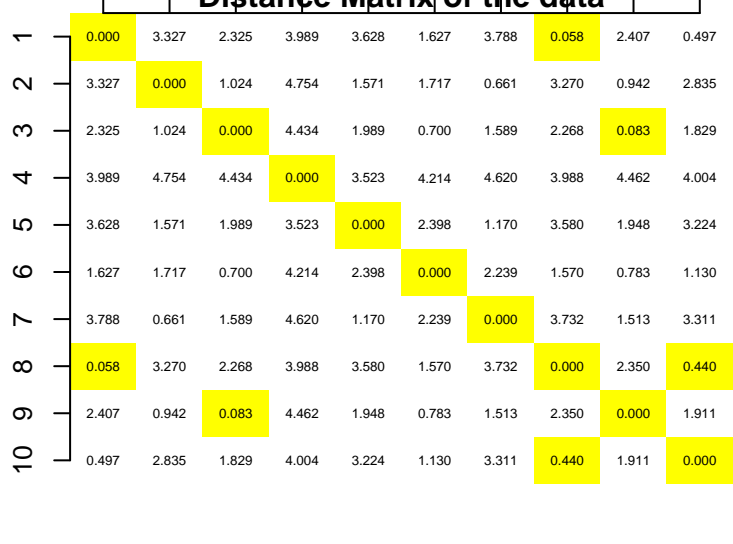 Distance Matrix of the data
1 0.000 3.327 2.325 3.989 3.628 1.627 3.788 0.058 2.407 0.497
2 3.327 0.000 1.024 4.754 1.571 1.717 0.661 3.270 0.942 2.835
3 2.325 1.024 0.000 4.434 1.989 0.700 1.589 2.268 0.083 1.829
4 3.989 4.754 4.434 0.000 3.523 4.214 4.620 3.988 4.462 4.004
5 3.628 1.571 1.989 3.523 0.000 2.398 1.170 3.580 1.948 3.224
6 1.627 1.717 0.700 4.214 2.398 0.000 2.239 1.570 0.783 1.130
7 3.788 0.661 1.589 4.620 1.170 2.239 0.000 3.732 1.513 3.311
8 0.058 3.270 2.268 3.988 3.580 1.570 3.732 0.000 2.350 0.440
9 2.407 0.942 0.083 4.462 1.948 0.783 1.513 2.350 0.000 1.911
10 0.497 2.835 1.829 4.004 3.224 1.130 3.311 0.440 1.911 0.000